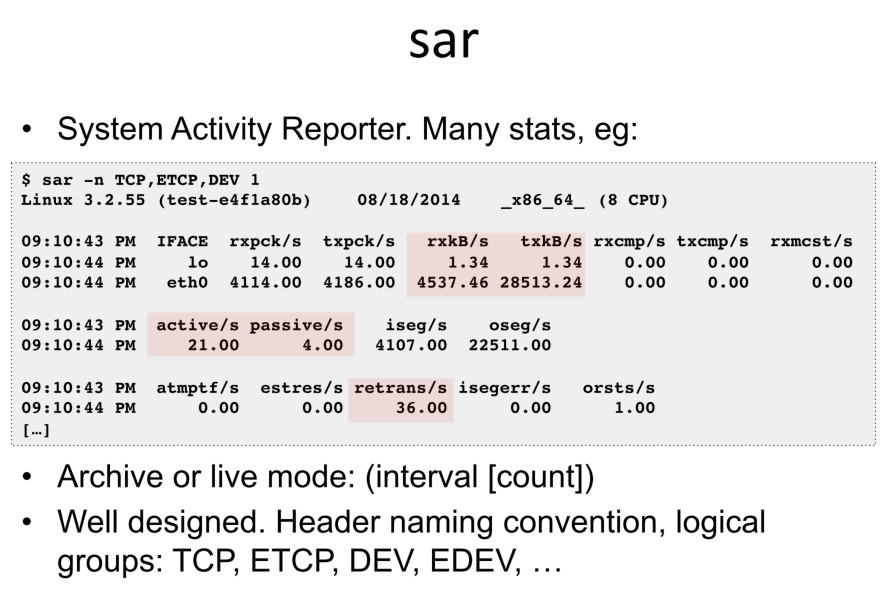 sar
• System Activity Reporter. Many stats, eg:
$ sar -n TCP,ETCP,DEV 1
Linux 3.2.55 (test-e4f1a80b)     08/18/2014     _x86_64_  (8 CPU)
09:10:43 PM  IFACE  rxpck/s  txpck/s  rxkB/s  txkB/s rxcmp/s txcmp/s  rxmcst/s
09:10:44 PM  lo  14.00  14.00  1.34  1.34  0.00  0.00  0.00
09:10:44 PM  eth0  4114.00  4186.00  4537.46  28513.24  0.00  0.00  0.00
09:10:43 PM  active/s passive/s  iseg/s  oseg/s
09:10:44 PM  21.00  4.00  4107.00  22511.00
09:10:43 PM  atmptf/s  estres/s retrans/s isegerr/s  orsts/s
09:10:44 PM  0.00  0.00  36.00  0.00  1.00
[…]
• Archive or live mode: (interval [count])
• Well designed. Header naming convention, logical
groups: TCP, ETCP, DEV, EDEV, …